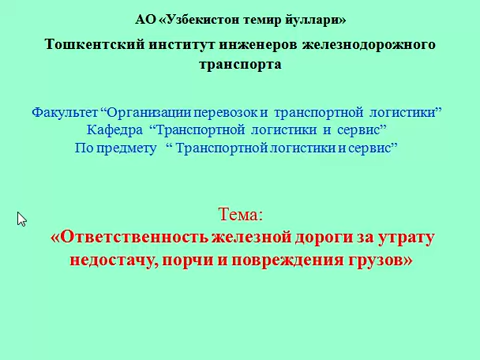 АО «Узбекистон темир йуллари»
Тошкентский институт инженеров железнодорожного
транспорта
Факультет “Организации перевозок и транспортной логистики”
Кафедра “Транспортной логистики и сервис”
По предмету “ Транспортной логистики и сервис”
Тема:
«Ответственность железной дороги за утрату
недостачу, порчи и повреждения грузов»